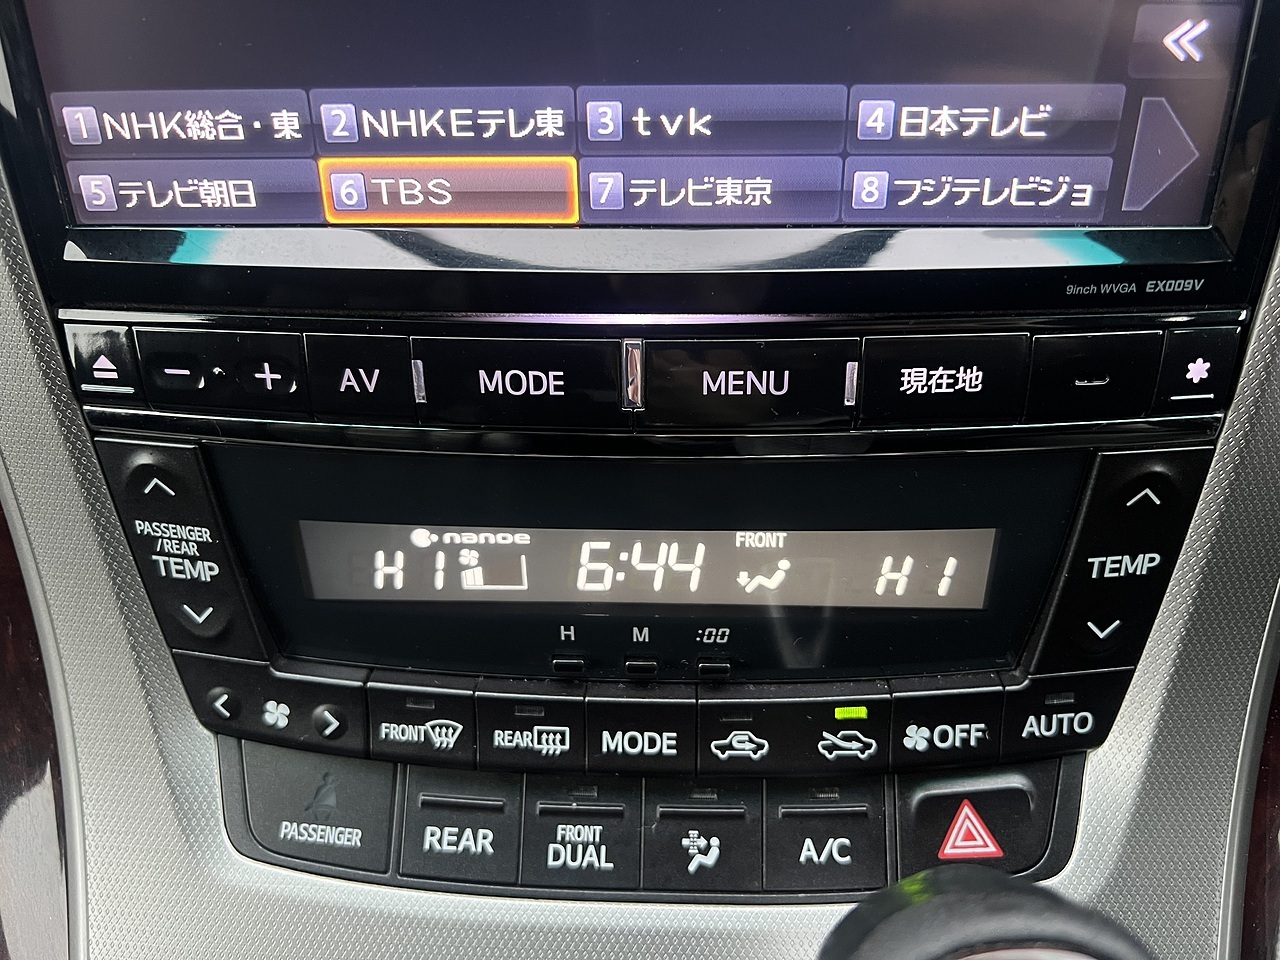 1 NHK総合・東 2 NHKEテレ東 3 tvk 4 日本テレビ
5 テレビ朝日 6 TBS 7 テレビ東京 8 フジテレビジョ
9inch WVGA EX009V
− + AV MODE MENU 現在地 *
PASSENGER
/REAR
TEMP
nanoe FRONT
HI 6:44 HI
TEMP
H M :00
FRONT REAR MODE OFF AUTO
PASSENGER REAR FRONT
DUAL A/C